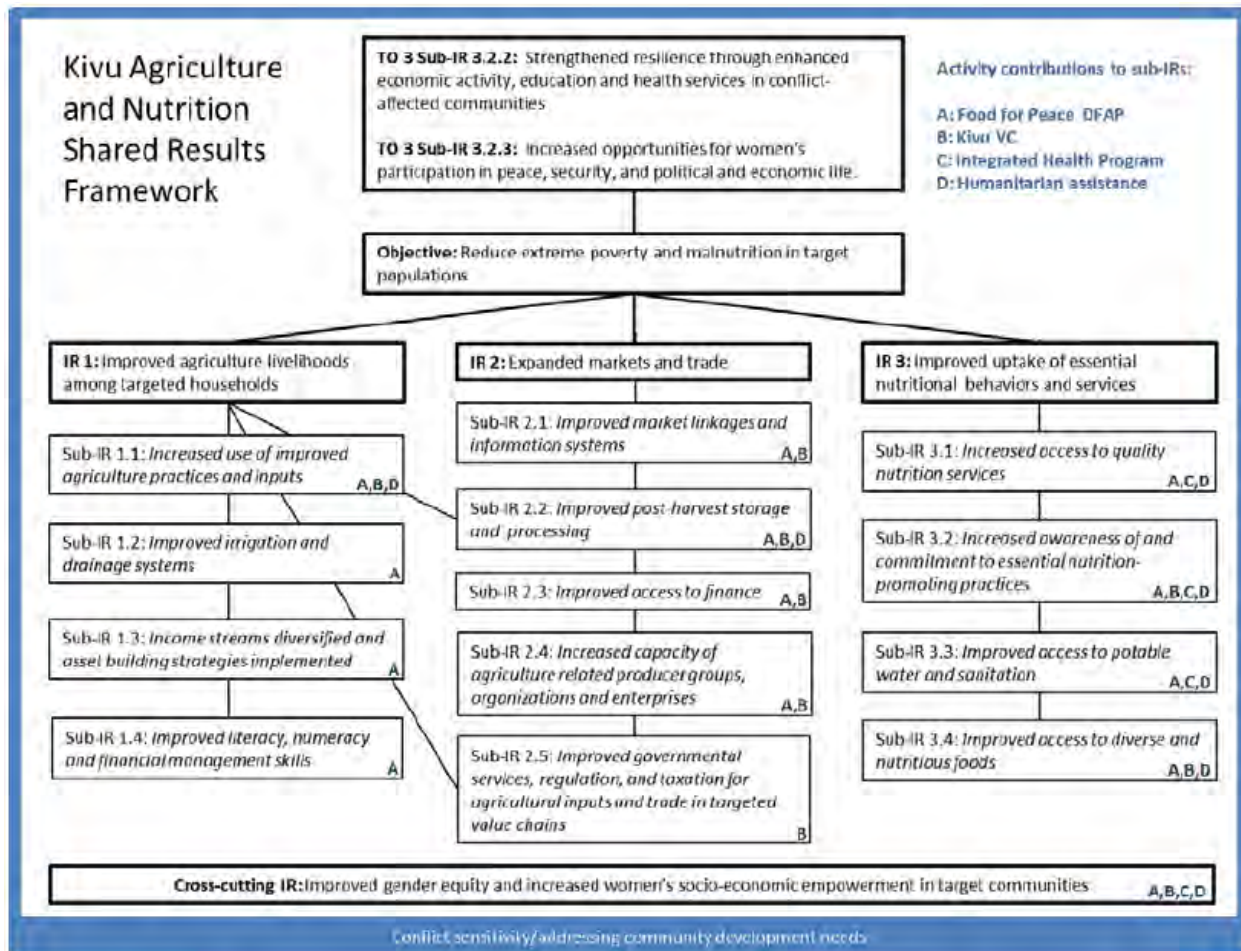 Kivu Agriculture
and Nutrition
Shared Results
Framework
TO 3 Sub-IR 3.2.2: Strengthened resilience through enhanced
economic activity, education and health services in conflict-
affected communities
TO 3 Sub-IR 3.2.3: Increased opportunities for women's
participation in peace, security, and political and economic life.
Activity contributions to sub-IRs:
A: Food for Peace DFAP
B: Kivu VC
C: Integrated Health Program
D: Humanitarian assistance
Objective: Reduce extreme poverty and malnutrition in target
populations
IR 1: Improved agriculture livelihoods
among targeted households
Sub-IR 1.1: Increased use of improved
agriculture practices and inputs
A,B,D
Sub-IR 1.2: Improved irrigation and
drainage systems
A
Sub-IR 1.3: Income streams diversified and
asset building strategies implemented
A
Sub-IR 1.4: Improved literacy, numeracy
and financial management skills
A
IR 2: Expanded markets and trade
Sub-IR 2.1: Improved market linkages and
information systems
A,B
Sub-IR 2.2: Improved post-harvest storage
and processing
A,B,D
Sub-IR 2.3: Improved access to finance
A,B
Sub-IR 2.4: Increased capacity of
agriculture related producer groups,
organizations and enterprises
A,B
Sub-IR 2.5: Improved governmental
services, regulation, and taxation for
agricultural inputs and trade in targeted
value chains
B
IR 3: Improved uptake of essential
nutritional behaviors and services
Sub-IR 3.1: Increased access to quality
nutrition services
A,C,D
Sub-IR 3.2: Increased awareness of and
commitment to essential nutrition-
promoting practices
A,B,C,D
Sub-IR 3.3: Improved access to potable
water and sanitation
A,C,D
Sub-IR 3.4: Improved access to diverse and
nutritious foods
A,B,D
Cross-cutting IR: Improved gender equity and increased women's socio-economic empowerment in target communities
A,B,C,D
Conflict sensitivity/addressing community development needs